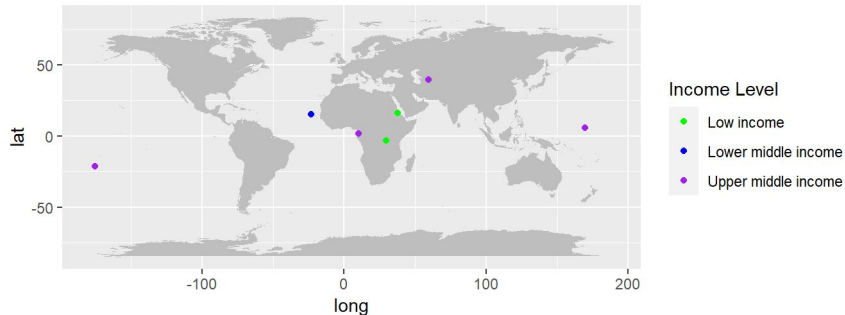 50
0
-50
lat
-100
0
100
200
long
Income Level
Low income
Lower middle income
Upper middle income